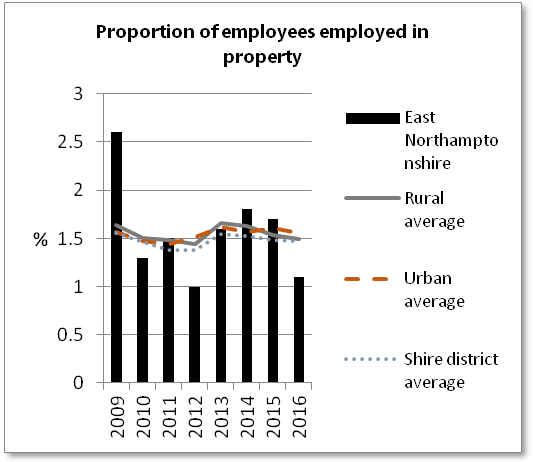 Proportion of employees employed in
property
3
2.5
2
1.5
1
0.5
0
%
2009
2010
2011
2012
2013
2014
2015
2016
East
Northampto
nshire
Rural
average
Urban
average
Shire district
average